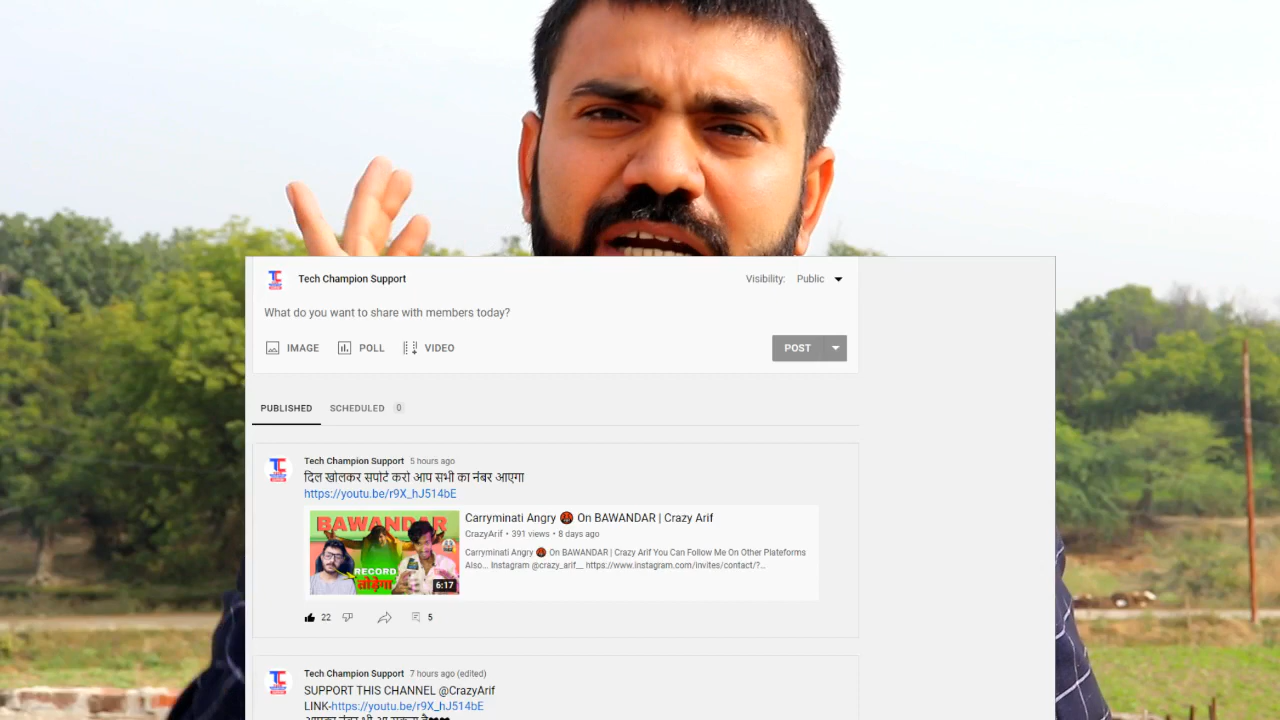 Tech Champion Support
Visibility: Public
What do you want to share with members today?
IMAGE POLL VIDEO
POST
PUBLISHED SCHEDULED 0
Tech Champion Support 5 hours ago
दिल खोलकर सपोर्ट करो आप सभी का नंबर आएगा
https://youtu.be/r9X_hJ514bE
BAWANDAR
RECORD
तोड़ेगा
6:17
Carryminati Angry 😡 On BAWANDAR | Crazy Arif
CrazyArif • 391 views • 8 days ago
Carryminati Angry 😡 On BAWANDAR | Crazy Arif You Can Follow Me On Other Plateforms
Also... Instagram @crazy_arif__ https://www.instagram.com/invites/contact/?...
22 5
Tech Champion Support 7 hours ago (edited)
SUPPORT THIS CHANNEL @CrazyArif
LINK-https://youtu.be/r9X_hJ514bE
आपका नंबर भी आ सकता है❤❤